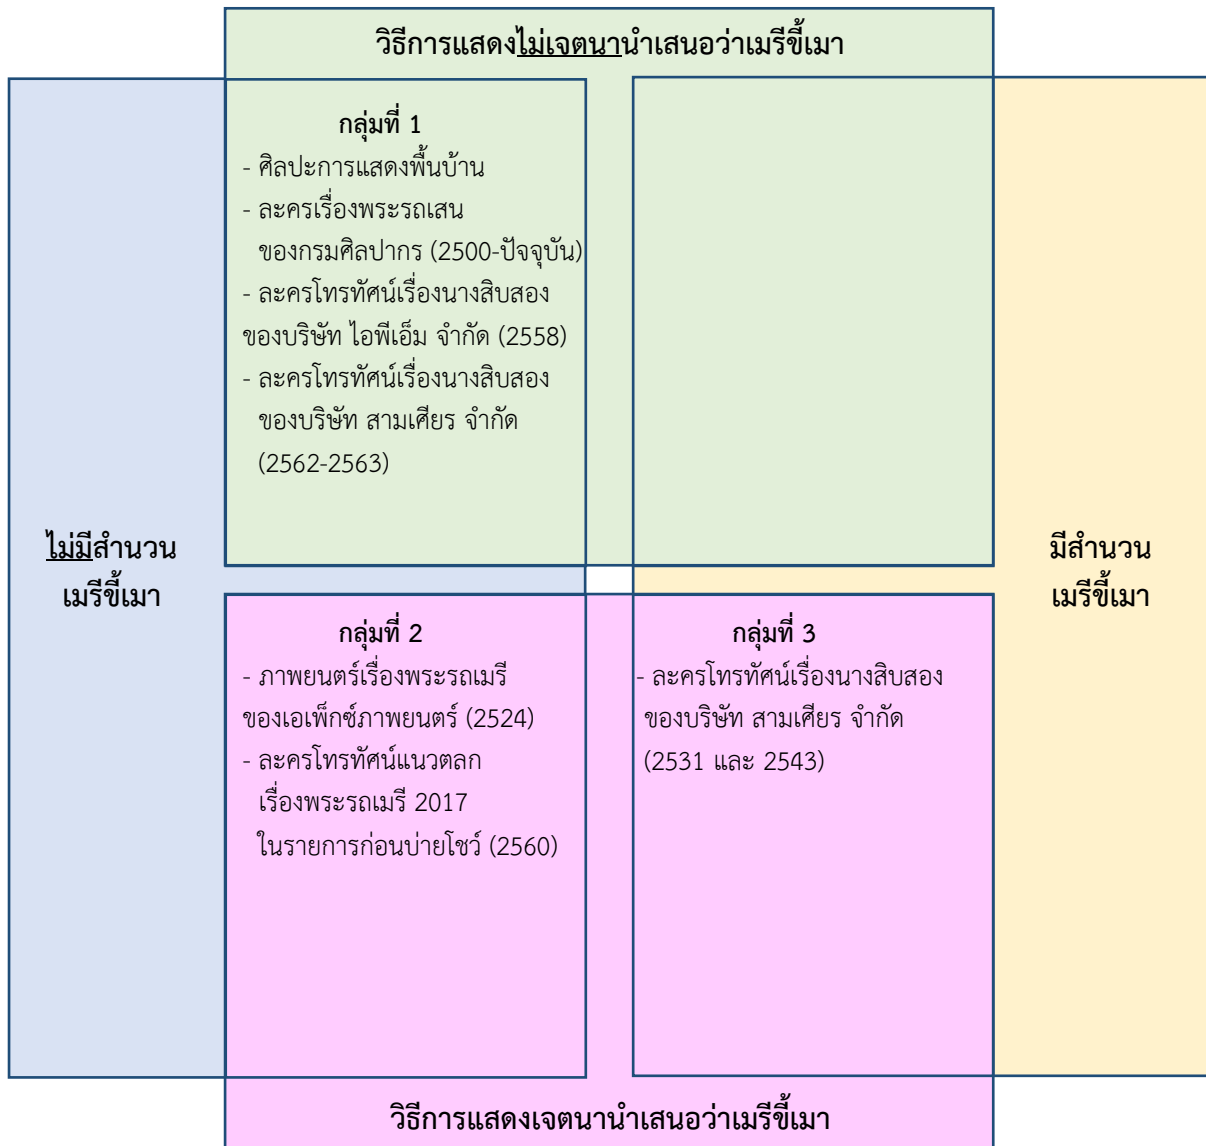 วิธีการแสดงไม่เจตนานำเสนอว่าเมรีขี้เมา
กลุ่มที่ 1
- ศิลปะการแสดงพื้นบ้าน
- ละครเรื่องพระรถเสน
ของกรมศิลปากร (2500-ปัจจุบัน)
- ละครโทรทัศน์เรื่องนางสิบสอง
ของบริษัท ไอพีเอ็ม จำกัด (2558)
- ละครโทรทัศน์เรื่องนางสิบสอง
ของบริษัท สามเศียร จำกัด
(2562-2563)
ไม่มีสำนวน
เมรีขี้เมา
มีสำนวน
เมรีขี้เมา
กลุ่มที่ 2
- ภาพยนตร์เรื่องพระรถเมรี
ของเอเพ็กซ์ภาพยนตร์ (2524)
- ละครโทรทัศน์แนวตลก
เรื่องพระรถเมรี 2017
ในรายการก่อนบ่ายโชว์ (2560)
กลุ่มที่ 3
- ละครโทรทัศน์เรื่องนางสิบสอง
ของบริษัท สามเศียร จำกัด
(2531 และ 2543)
วิธีการแสดงเจตนานำเสนอว่าเมรีขี้เมา